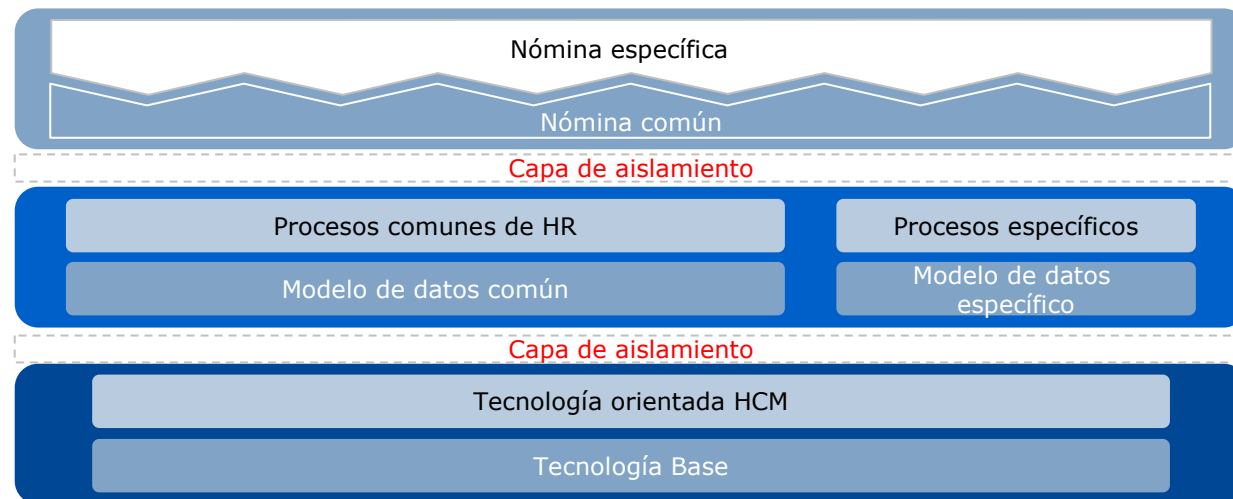 Nómina específica
Nómina común
Capa de aislamiento
Procesos comunes de HR
Procesos específicos
Modelo de datos común
Modelo de datos
específico
Capa de aislamiento
Tecnología orientada HCM
Tecnología Base